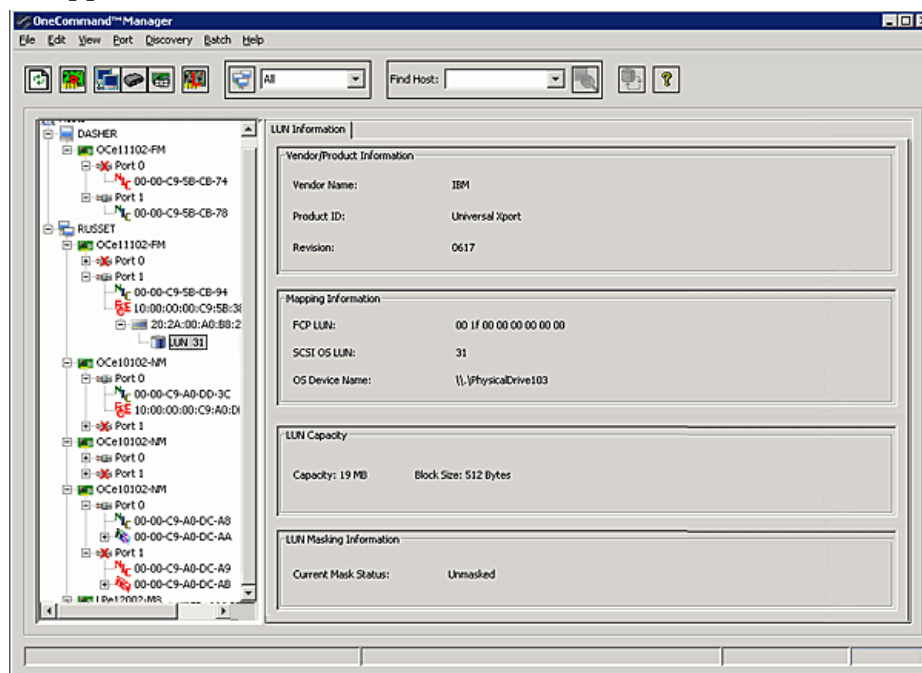 OneCommand™Manager
File Edit View Port Discovery Batch Help
All
Find Host:
DASHER
OCe11102-FM
Port 0
00-00-C9-5B-CB-74
Port 1
00-00-C9-5B-CB-78
RUSSET
OCe11102-FM
Port 0
Port 1
00-00-C9-5B-CB-94
10:00:00:00:C9:5B:3
20:2A:00:A0:B8:2
LUN 31
OCe10102-NM
Port 0
00-00-C9-A0-DD-3C
10:00:00:00:C9:A0:D
Port 1
OCe10102-NM
Port 0
Port 1
OCe10102-NM
Port 0
00-00-C9-A0-DC-A8
00-00-C9-A0-DC-AA
Port 1
00-00-C9-A0-DC-A9
00-00-C9-A0-DC-AB
LPe12002-M8
LUN Information
Vendor/Product Information
Vendor Name: IBM
Product ID: Universal Xport
Revision: 0617
Mapping Information
FCP LUN: 00 1f 00 00 00 00 00 00
SCSI OS LUN: 31
OS Device Name: \\.\PhysicalDrive103
LUN Capacity
Capacity: 19 MB Block Size: 512 Bytes
LUN Masking Information
Current Mask Status: Unmasked